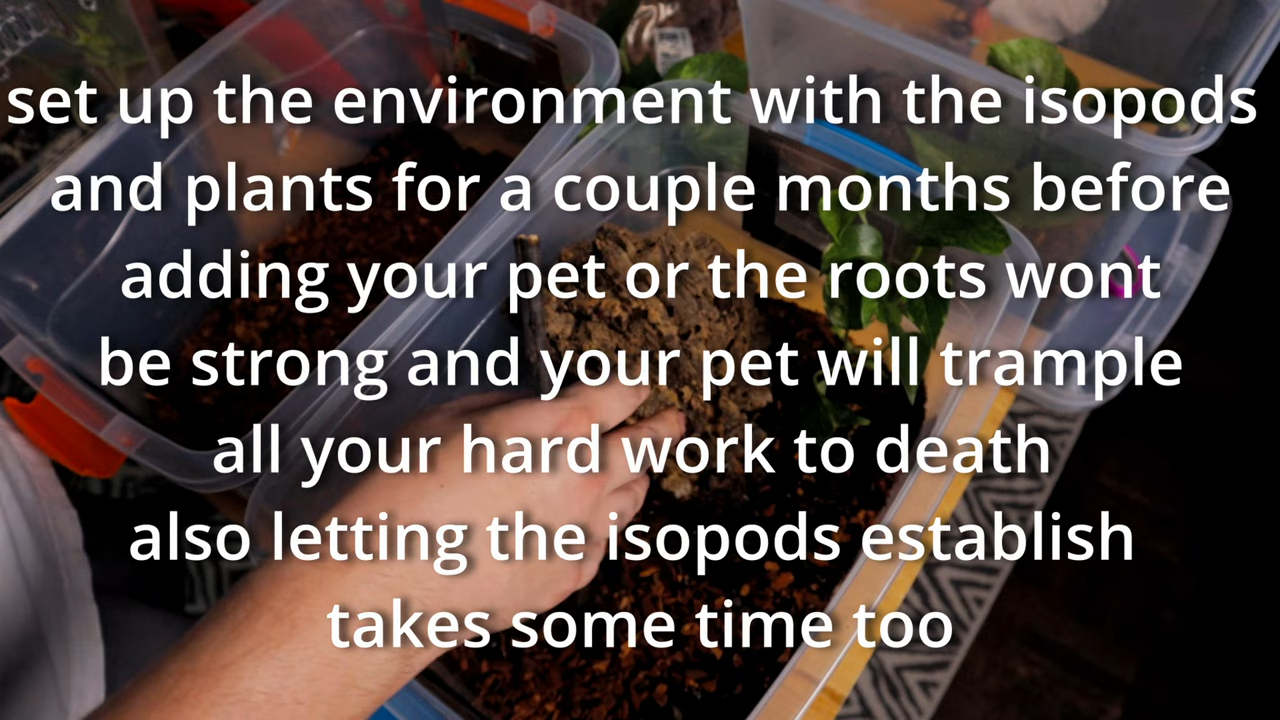 set up the environment with the isopods
and plants for a couple months before
adding your pet or the roots wont
be strong and your pet will trample
all your hard work to death
also letting the isopods establish
takes some time too